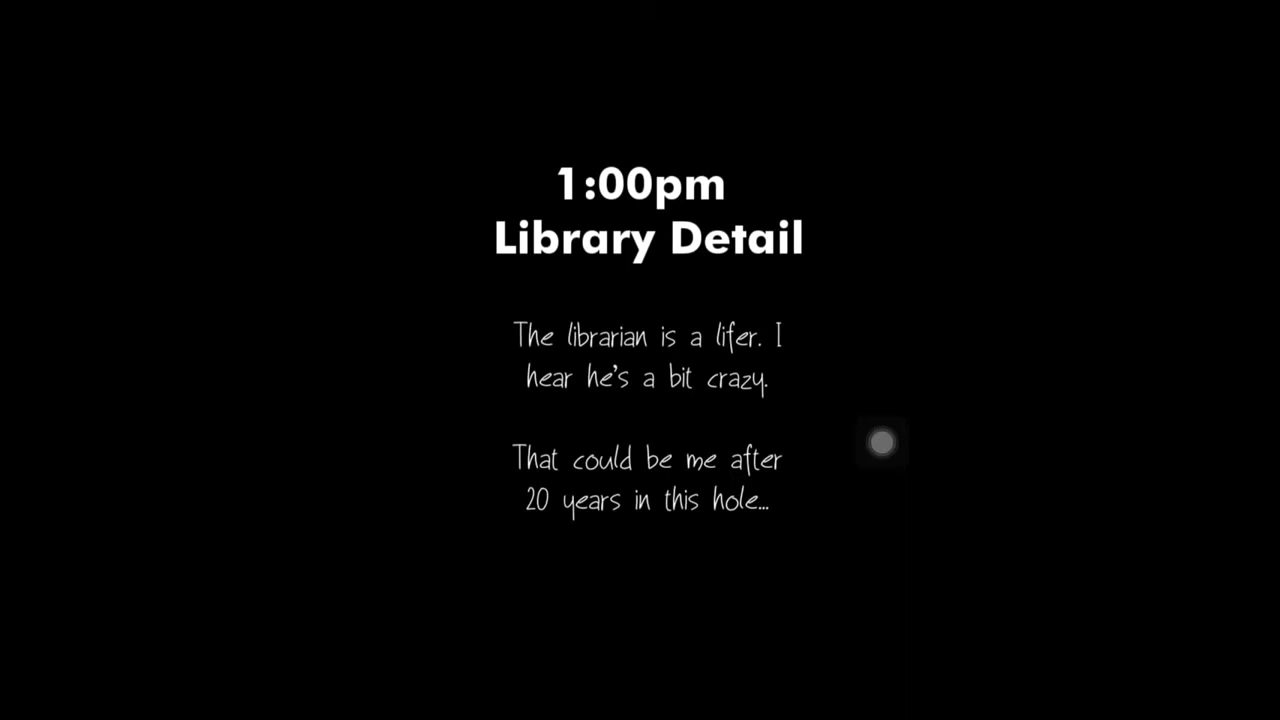 1:00pm
Library Detail
The librarian is a lifer. I
hear he's a bit crazy.
That could be me after
20 years in this hole...